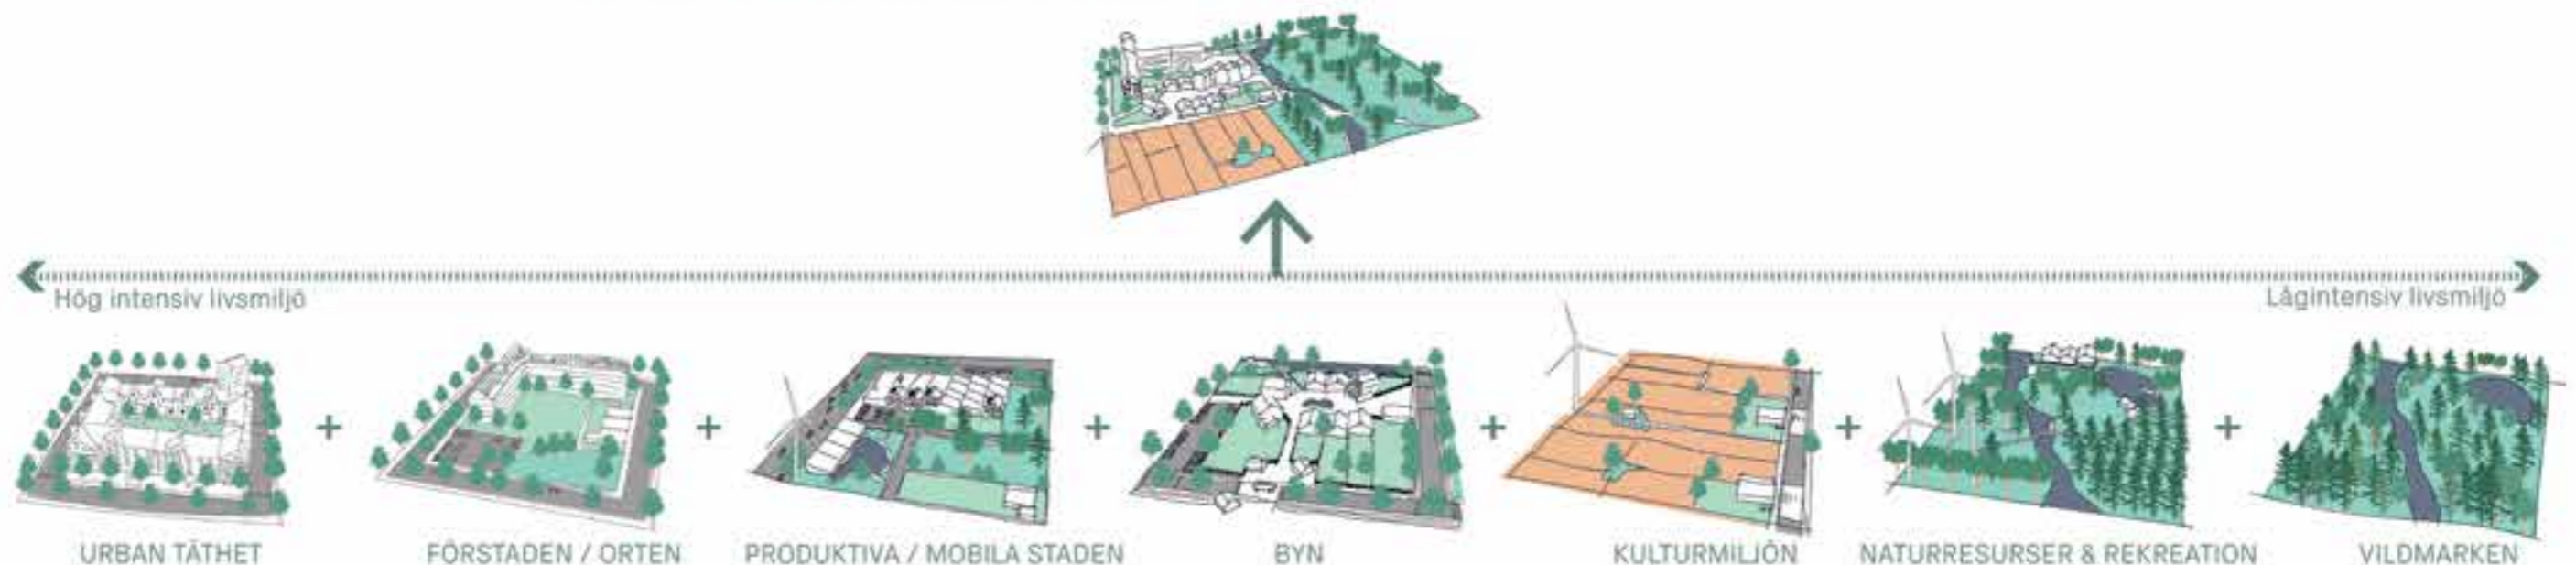 Hög intensiv livsmiljö
Lågintensiv livsmiljö
URBAN TÄTHET
FÖRSTADEN / ORTEN
PRODUKTIVA / MOBILA STADEN
BYN
KULTURMILJÖN
NATURRESURSER & REKREATION
VILDMARKEN